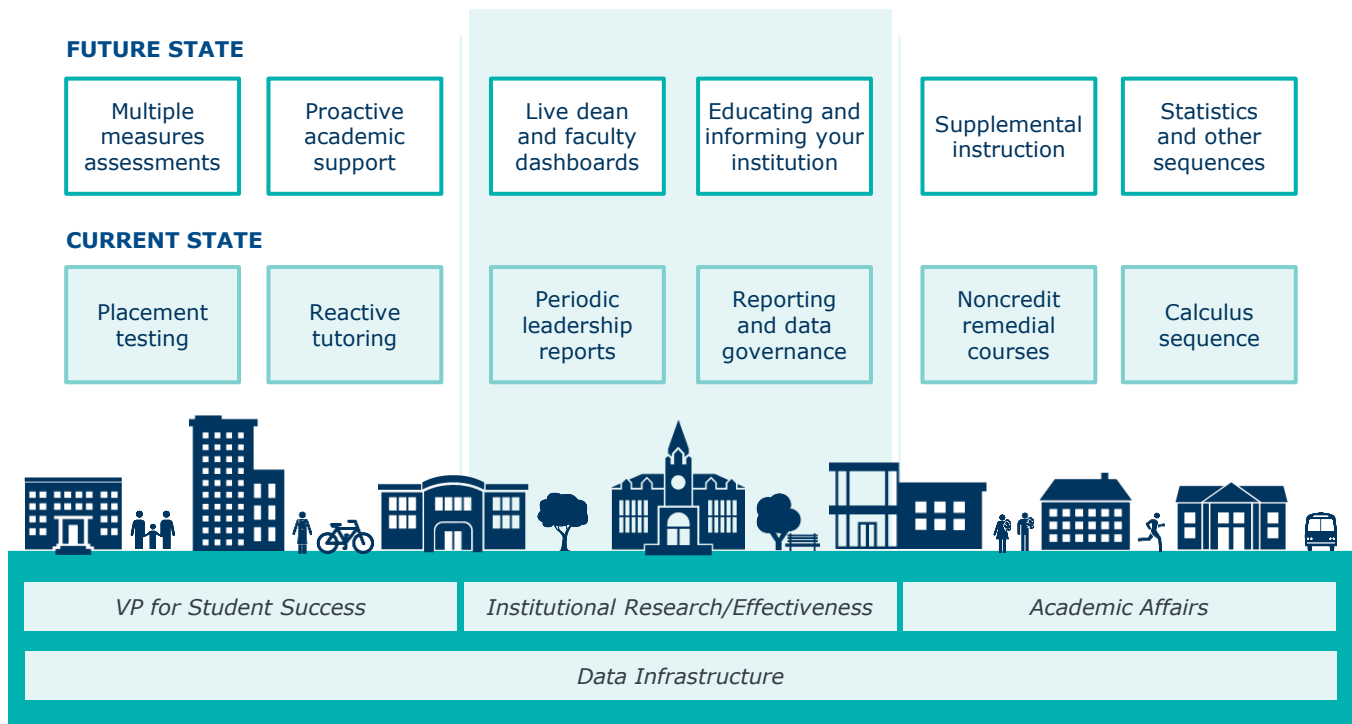 FUTURE STATE
Multiple
measures
assessments
Proactive
academic
support
Live dean
and faculty
dashboards
Educating and
informing your
institution
Supplemental
instruction
Statistics
and other
sequences
CURRENT STATE
Placement
testing
Reactive
tutoring
Periodic
leadership
reports
Reporting
and data
governance
Noncredit
remedial
courses
Calculus
sequence
VP for Student Success
Institutional Research/Effectiveness
Academic Affairs
Data Infrastructure